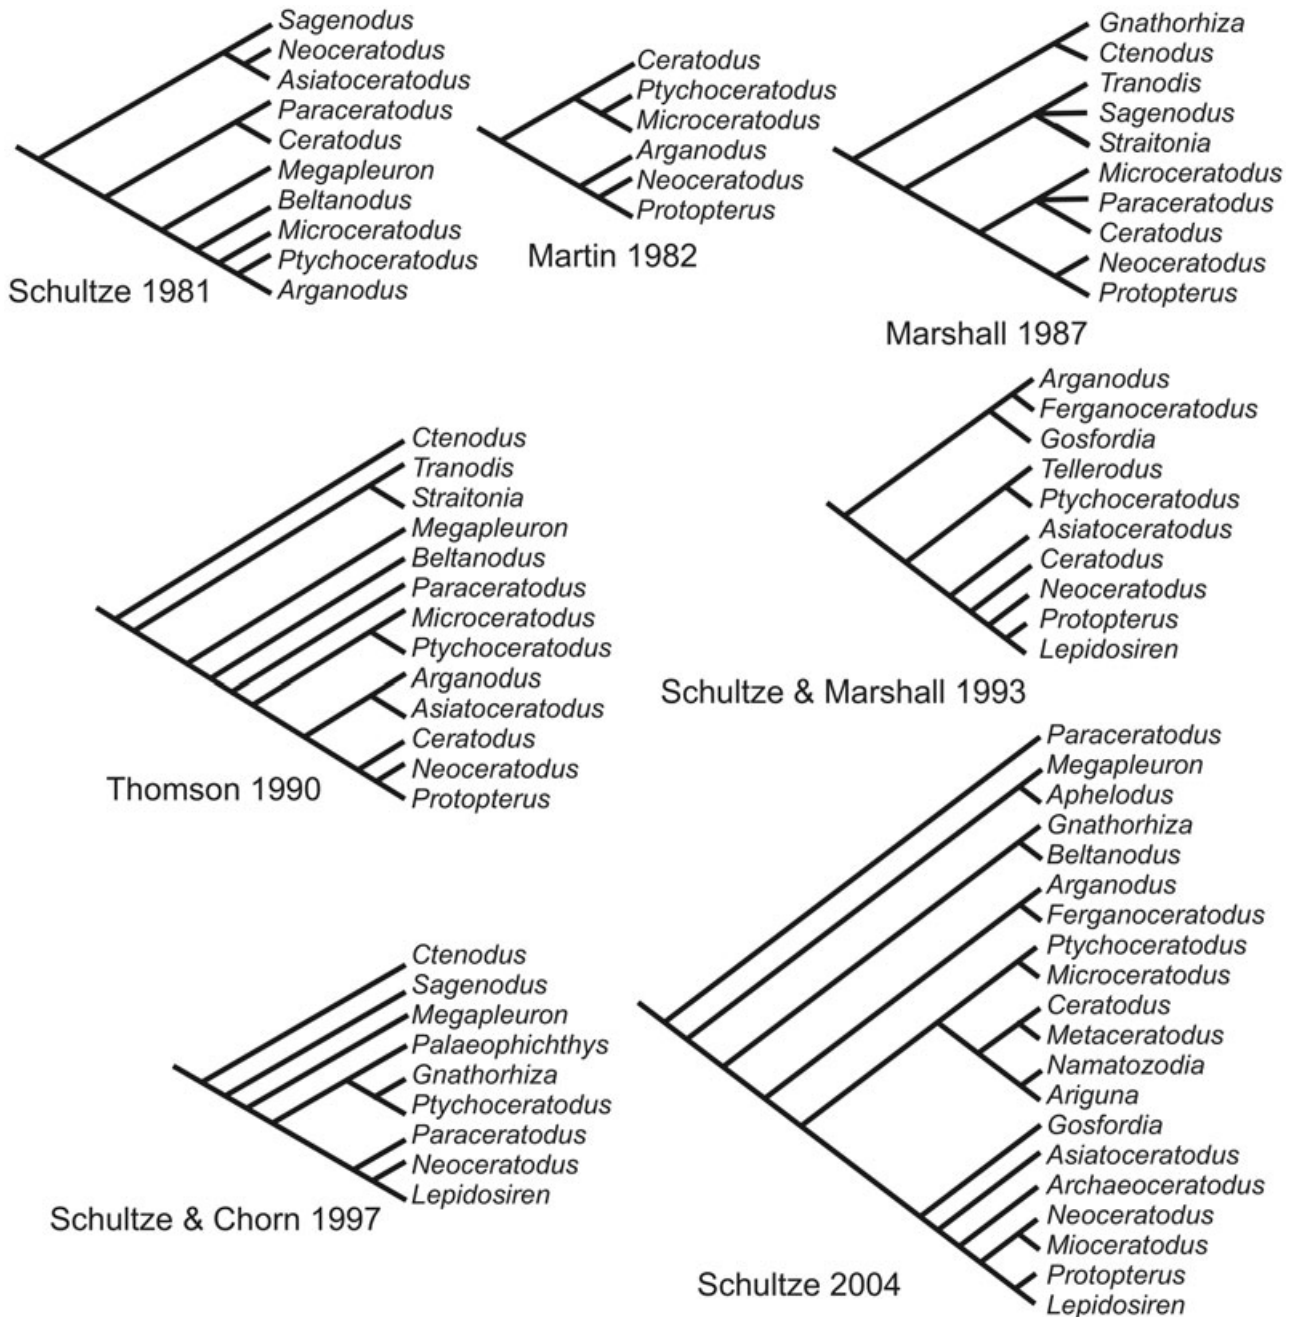 Sagenodus
Neoceratodus
Asiatoceratodus
Paraceratodus
Ceratodus
Megapleuron
Beltanodus
Microceratodus
Ptychoceratodus
Arganodus
Schultze 1981
Ceratodus
Ptychoceratodus
Microceratodus
Arganodus
Neoceratodus
Protopterus
Martin 1982
Gnathorhiza
Ctenodus
Tranodis
Sagenodus
Straitonia
Microceratodus
Paraceratodus
Ceratodus
Neoceratodus
Protopterus
Marshall 1987
Ctenodus
Tranodis
Straitonia
Megapleuron
Beltanodus
Paraceratodus
Microceratodus
Ptychoceratodus
Arganodus
Asiatoceratodus
Ceratodus
Neoceratodus
Protopterus
Thomson 1990
Arganodus
Ferganoceratodus
Gosfordia
Tellerodus
Ptychoceratodus
Asiatoceratodus
Ceratodus
Neoceratodus
Protopterus
Lepidosiren
Schultze & Marshall 1993
Ctenodus
Sagenodus
Megapleuron
Palaeophichthys
Gnathorhiza
Ptychoceratodus
Paraceratodus
Neoceratodus
Lepidosiren
Schultze & Chorn 1997
Paraceratodus
Megapleuron
Aphelodus
Gnathorhiza
Beltanodus
Arganodus
Ferganoceratodus
Ptychoceratodus
Microceratodus
Ceratodus
Metaceratodus
Namatozodia
Ariguna
Gosfordia
Asiatoceratodus
Archaeoceratodus
Neoceratodus
Mioceratodus
Protopterus
Lepidosiren
Schultze 2004